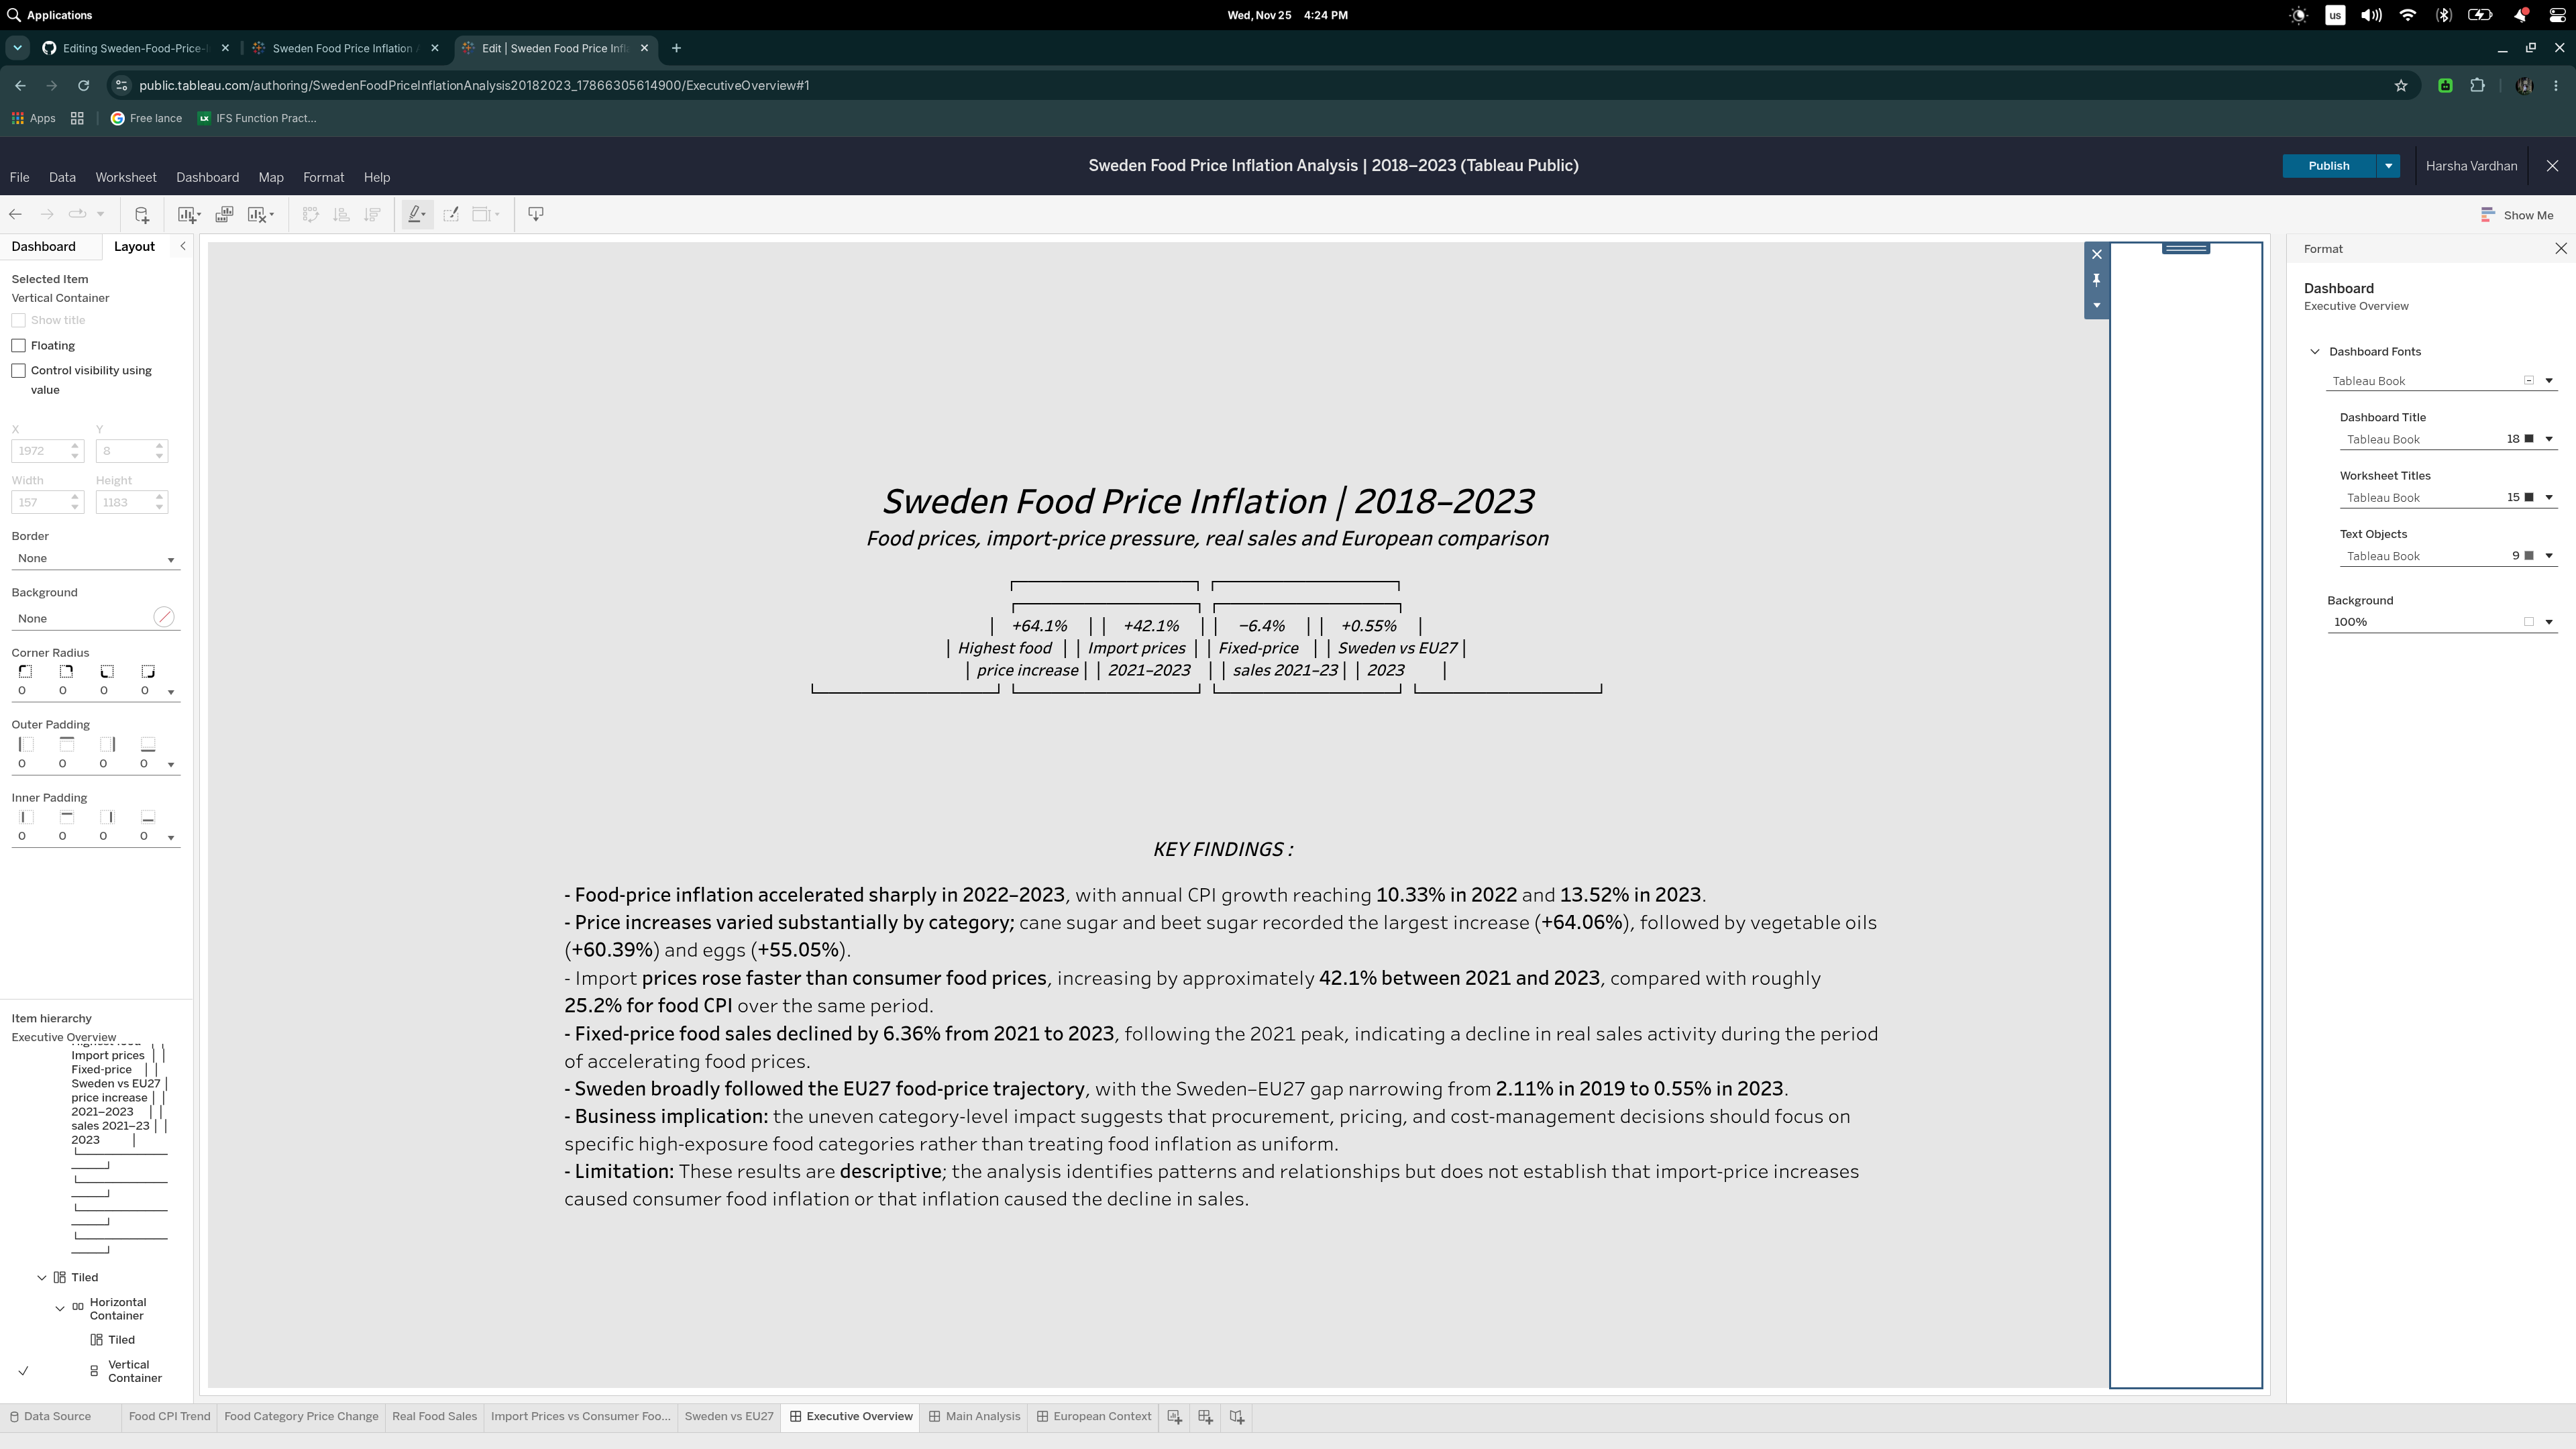 Applications
Wed, Nov 25 4:24 PM
us
Editing Sweden-Food-Price-I
Sweden Food Price Inflation A
Edit | Sweden Food Price Infl
public.tableau.com/authoring/SwedenFoodPriceInflationAnalysis20182023_17866305614900/ExecutiveOverview#1
Apps
Free lance
IFS Function Pract...
Sweden Food Price Inflation Analysis | 2018–2023 (Tableau Public)
Publish
Harsha Vardhan
File Data Worksheet Dashboard Map Format Help
Show Me
Dashboard
Layout
Selected Item
Vertical Container
Show title
Floating
Control visibility using
value
X Y
1972 8
Width Height
157 1183
Border
None
Background
None
Corner Radius
0 0 0 0
Outer Padding
0 0 0 0
Inner Padding
0 0 0 0
Item hierarchy
Executive Overview
Import prices | |
Fixed-price | |
Sweden vs EU27 |
price increase | |
2021–2023 | |
sales 2021–23 | |
2023 |
Tiled
Horizontal
Container
Tiled
Vertical
Container
Sweden Food Price Inflation | 2018–2023
Food prices, import-price pressure, real sales and European comparison
| +64.1% | | +42.1% | | −6.4% | | +0.55% |
| Highest food | | Import prices | | Fixed-price | | Sweden vs EU27 |
| price increase | | 2021–2023 | | sales 2021–23 | | 2023 |
KEY FINDINGS :
- Food-price inflation accelerated sharply in 2022–2023, with annual CPI growth reaching 10.33% in 2022 and 13.52% in 2023.
- Price increases varied substantially by category; cane sugar and beet sugar recorded the largest increase (+64.06%), followed by vegetable oils
(+60.39%) and eggs (+55.05%).
- Import prices rose faster than consumer food prices, increasing by approximately 42.1% between 2021 and 2023, compared with roughly
25.2% for food CPI over the same period.
- Fixed-price food sales declined by 6.36% from 2021 to 2023, following the 2021 peak, indicating a decline in real sales activity during the period
of accelerating food prices.
- Sweden broadly followed the EU27 food-price trajectory, with the Sweden–EU27 gap narrowing from 2.11% in 2019 to 0.55% in 2023.
- Business implication: the uneven category-level impact suggests that procurement, pricing, and cost-management decisions should focus on
specific high-exposure food categories rather than treating food inflation as uniform.
- Limitation: These results are descriptive; the analysis identifies patterns and relationships but does not establish that import-price increases
caused consumer food inflation or that inflation caused the decline in sales.
Format
Dashboard
Executive Overview
Dashboard Fonts
Tableau Book
Dashboard Title
Tableau Book 18
Worksheet Titles
Tableau Book 15
Text Objects
Tableau Book 9
Background
100%
Data Source
Food CPI Trend
Food Category Price Change
Real Food Sales
Import Prices vs Consumer Foo...
Sweden vs EU27
Executive Overview
Main Analysis
European Context